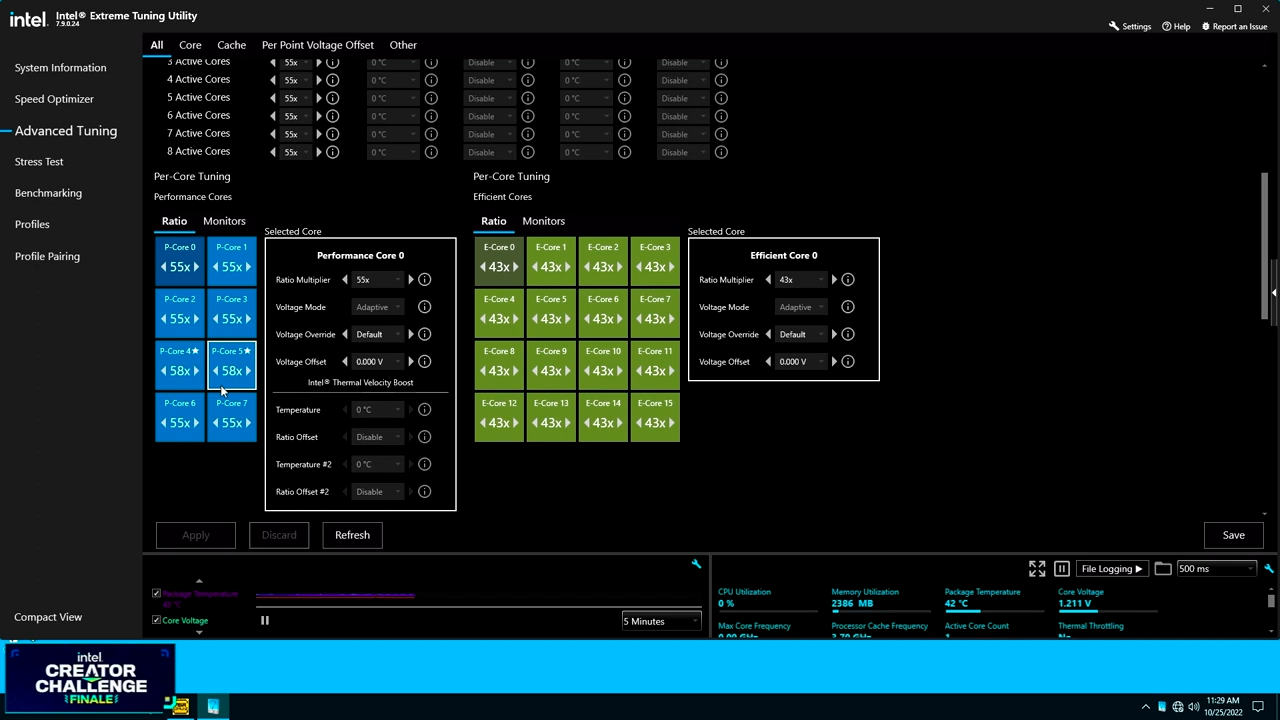 intel. Intel® Extreme Tuning Utility
7.9.0.24
Settings Help Report an Issue
All Core Cache Per Point Voltage Offset Other
System Information
Speed Optimizer
Advanced Tuning
Stress Test
Benchmarking
Profiles
Profile Pairing
Compact View
3 Active Cores 55x 0 °C Disable 0 °C Disable
4 Active Cores 55x 0 °C Disable 0 °C Disable
5 Active Cores 55x 0 °C Disable 0 °C Disable
6 Active Cores 55x 0 °C Disable 0 °C Disable
7 Active Cores 55x 0 °C Disable 0 °C Disable
8 Active Cores 55x 0 °C Disable 0 °C Disable
Per-Core Tuning
Performance Cores
Ratio Monitors
P-Core 0 P-Core 1
55x 55x
P-Core 2 P-Core 3
55x 55x
P-Core 4★ P-Core 5★
58x 58x
P-Core 6 P-Core 7
55x 55x
Selected Core
Performance Core 0
Ratio Multiplier 55x
Voltage Mode Adaptive
Voltage Override Default
Voltage Offset 0.000 V
Intel® Thermal Velocity Boost
Temperature 0 °C
Ratio Offset Disable
Temperature #2 0 °C
Ratio Offset #2 Disable
Per-Core Tuning
Efficient Cores
Ratio Monitors
E-Core 0 E-Core 1 E-Core 2 E-Core 3
43x 43x 43x 43x
E-Core 4 E-Core 5 E-Core 6 E-Core 7
43x 43x 43x 43x
E-Core 8 E-Core 9 E-Core 10 E-Core 11
43x 43x 43x 43x
E-Core 12 E-Core 13 E-Core 14 E-Core 15
43x 43x 43x 43x
Selected Core
Efficient Core 0
Ratio Multiplier 43x
Voltage Mode Adaptive
Voltage Override Default
Voltage Offset 0.000 V
Apply Discard Refresh Save
Package Temperature
42 °C
Core Voltage
5 Minutes
File Logging 500 ms
CPU Utilization Memory Utilization Package Temperature Core Voltage
0 % 2386 MB 42 °C 1.211 V
Max Core Frequency Processor Cache Frequency Active Core Count Thermal Throttling
0.00 GHz 3.70 GHz 1 No
intel
CREATOR
CHALLENGE
FINALE
11:29 AM
10/25/2022